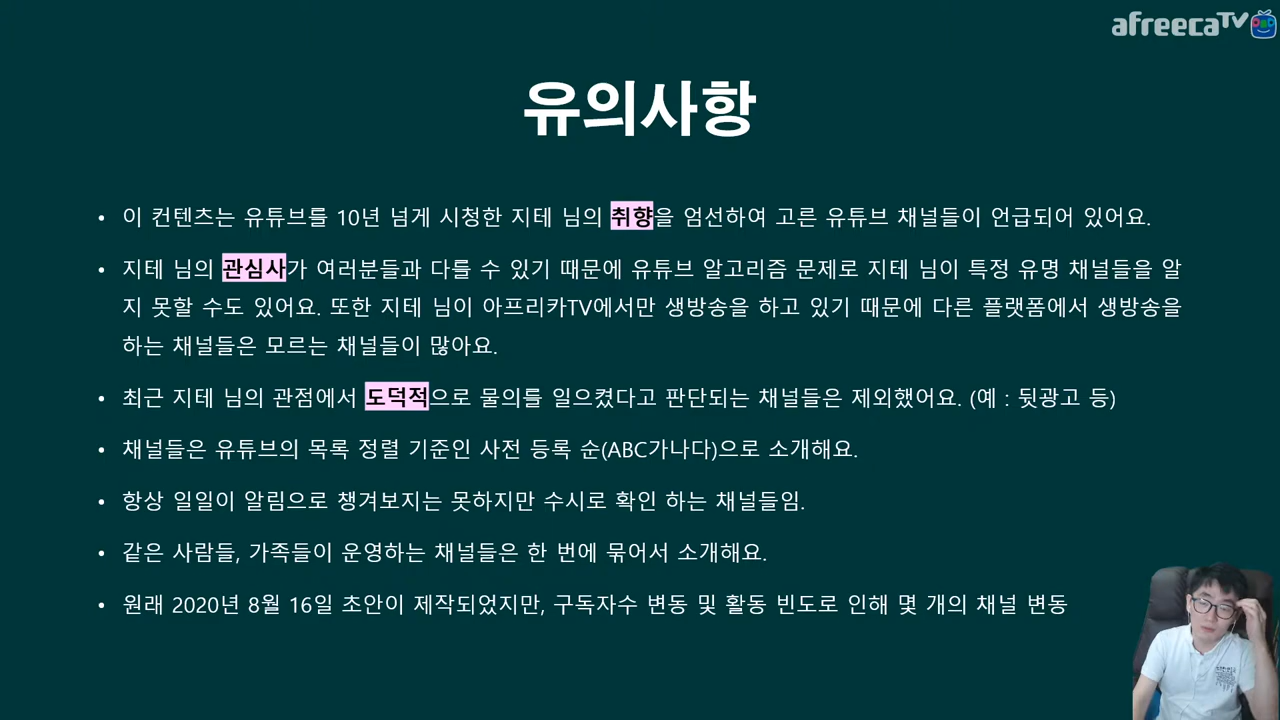 afreecaTV
유의사항
• 이 컨텐츠는 유튜브를 10년 넘게 시청한 지테 님의 취향을 엄선하여 고른 유튜브 채널들이 언급되어 있어요.
• 지테 님의 관심사가 여러분들과 다를 수 있기 때문에 유튜브 알고리즘 문제로 지테 님이 특정 유명 채널들을 알
지 못할 수도 있어요. 또한 지테 님이 아프리카TV에서만 생방송을 하고 있기 때문에 다른 플랫폼에서 생방송을
하는 채널들은 모르는 채널들이 많아요.
• 최근 지테 님의 관점에서 도덕적으로 물의를 일으켰다고 판단되는 채널들은 제외했어요. (예 : 뒷광고 등)
• 채널들은 유튜브의 목록 정렬 기준인 사전 등록 순(ABC가나다)으로 소개해요.
• 항상 일일이 알림으로 챙겨보지는 못하지만 수시로 확인 하는 채널들임.
• 같은 사람들, 가족들이 운영하는 채널들은 한 번에 묶어서 소개해요.
• 원래 2020년 8월 16일 초안이 제작되었지만, 구독자수 변동 및 활동 빈도로 인해 몇 개의 채널 변동